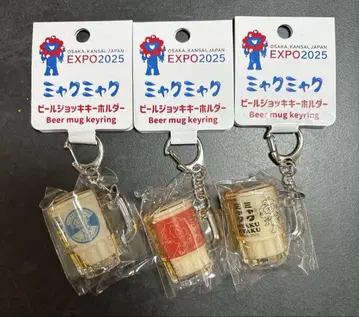 OSAKA, KANSAI, JAPAN
EXPO2025
ミャクミャク
ビールジョッキキーホルダー
Beer mug keyring
OSAKA, KANSAI, JAPAN
EXPO2025
ミャクミャク
ビールジョッキキーホルダー
Beer mug keyring
OSAKA, KANSAI, JAPAN
EXPO2025
ミャクミャク
ビールジョッキキーホルダー
Beer mug keyring
ミャク
ミャク
MYAKU
MYAKU